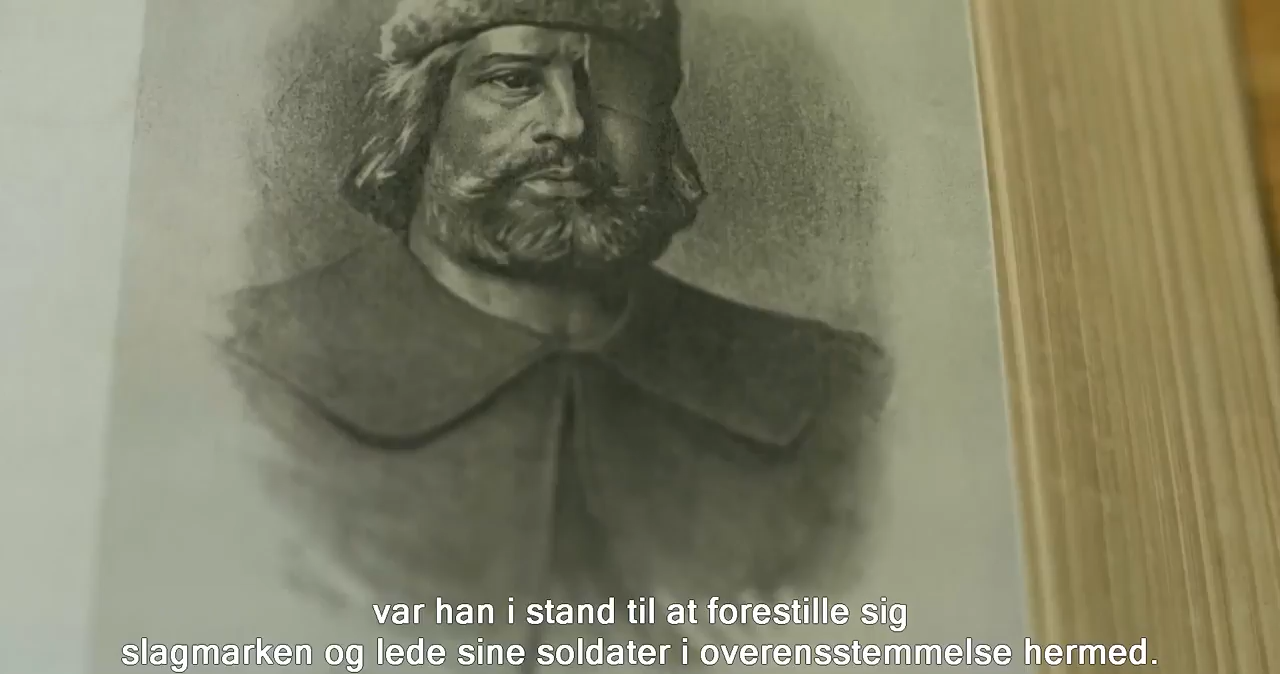 var han i stand til at forestille sig
slagmarken og lede sine soldater i overensstemmelse hermed.